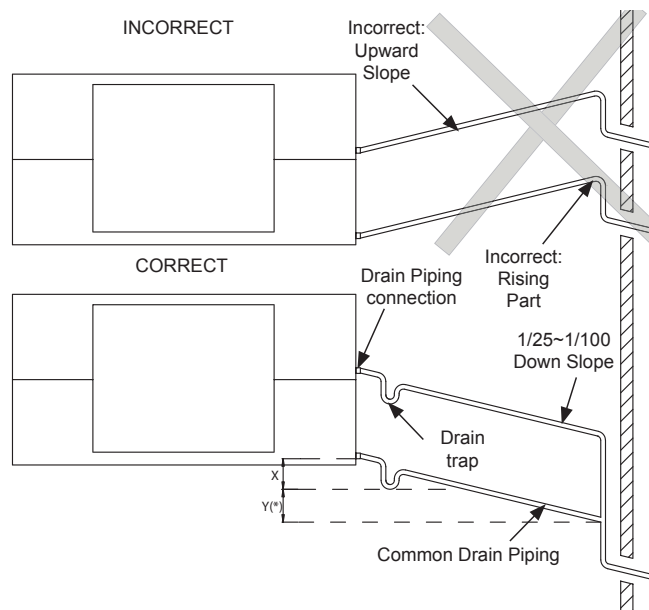 INCORRECT
Incorrect:
Upward
Slope
Incorrect:
Rising
Part
CORRECT
Drain Piping
connection
1/25~1/100
Down Slope
Drain
trap
X
Y(*)
Common Drain Piping